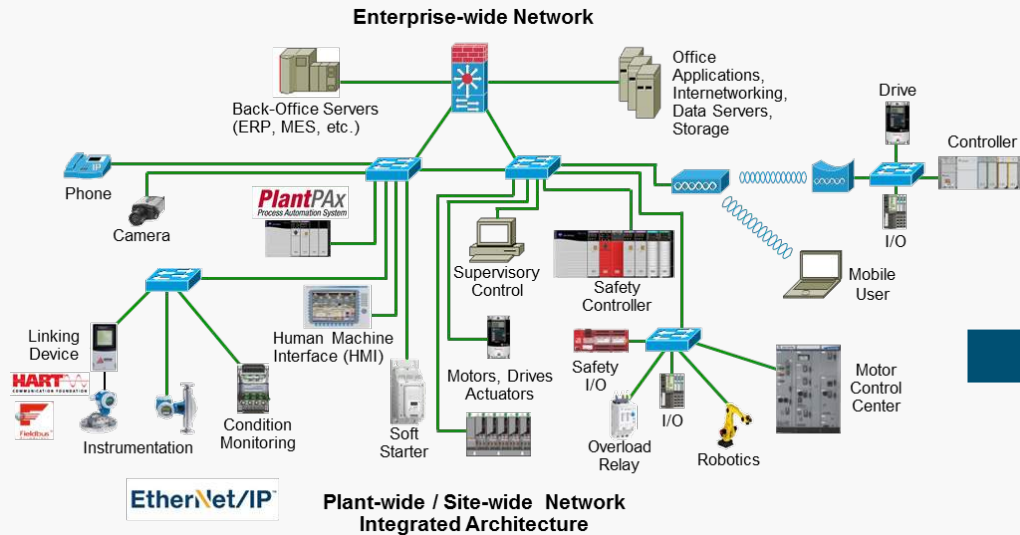 Enterprise-wide Network
Back-Office Servers
(ERP, MES, etc.)
Office
Applications,
Internetworking,
Data Servers,
Storage
Drive
Controller
I/O
Phone
Camera
PlantPAx
Process Automation System
Supervisory
Control
Safety
Controller
Mobile
User
Linking
Device
HART
COMMUNICATION FOUNDATION
Fieldbus
Instrumentation
Condition
Monitoring
Human Machine
Interface (HMI)
Soft
Starter
Motors, Drives
Actuators
Safety
I/O
I/O
Overload
Relay
Robotics
Motor
Control
Center
EtherNet/IP™
Plant-wide / Site-wide Network
Integrated Architecture